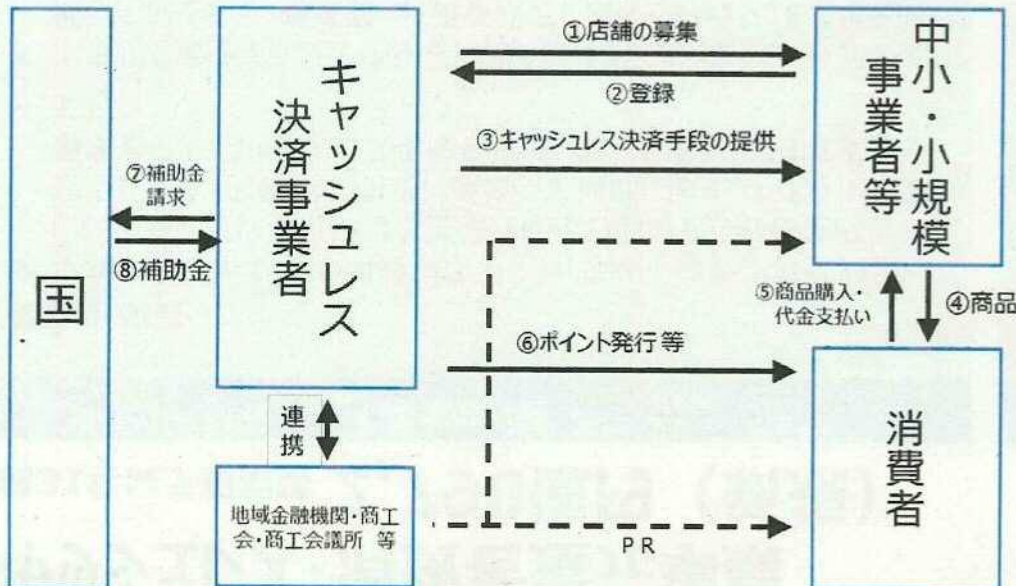 国
キャッシュレス
決済事業者
中小・小規模
事業者等
①店舗の募集
②登録
③キャッシュレス決済手段の提供
⑦補助金
請求
⑧補助金
⑤商品購入・
代金支払い
④商品
⑥ポイント発行等
連携
消費者
地域金融機関・商工
会・商工会議所 等
PR